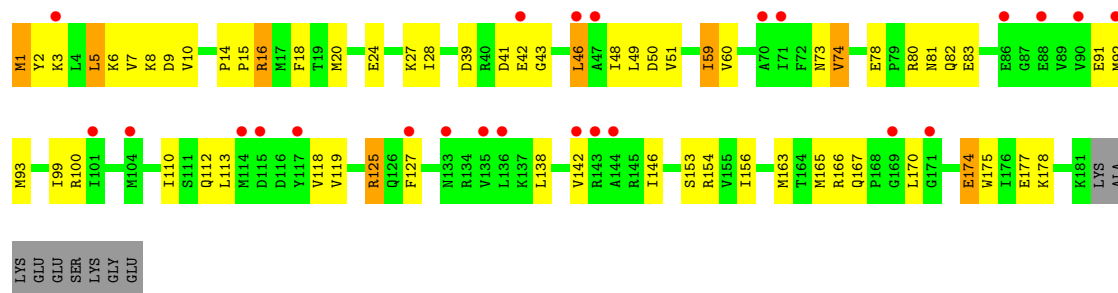 M1 Y2 K3 L4 L5 K6 V7 K8 D9 V10 P14 P15 R16 M17 F18 T19 M20 E24 K27 I28 D39 R40 D41 E42 G43 L46 A47 I48 L49 D50 V51 I59 V60 A70 I71 F72 N73 V74 E78 P79 R80 N81 Q82 E83 E86 G87 E88 V89 V90 E91 M92
M93 I99 R100 I101 M104 I110 S111 Q112 L113 M114 D115 D116 Y117 V118 V119 R125 Q126 F127 N133 R134 V135 L136 K137 L138 V142 R143 A144 R145 I146 S153 R154 V155 I156 M163 T164 M165 R166 Q167 P168 G169 L170 G171 E174 W175 I176 E177 K178 K181 LYS ALA
LYS GLU GLU SER LYS GLY GLU